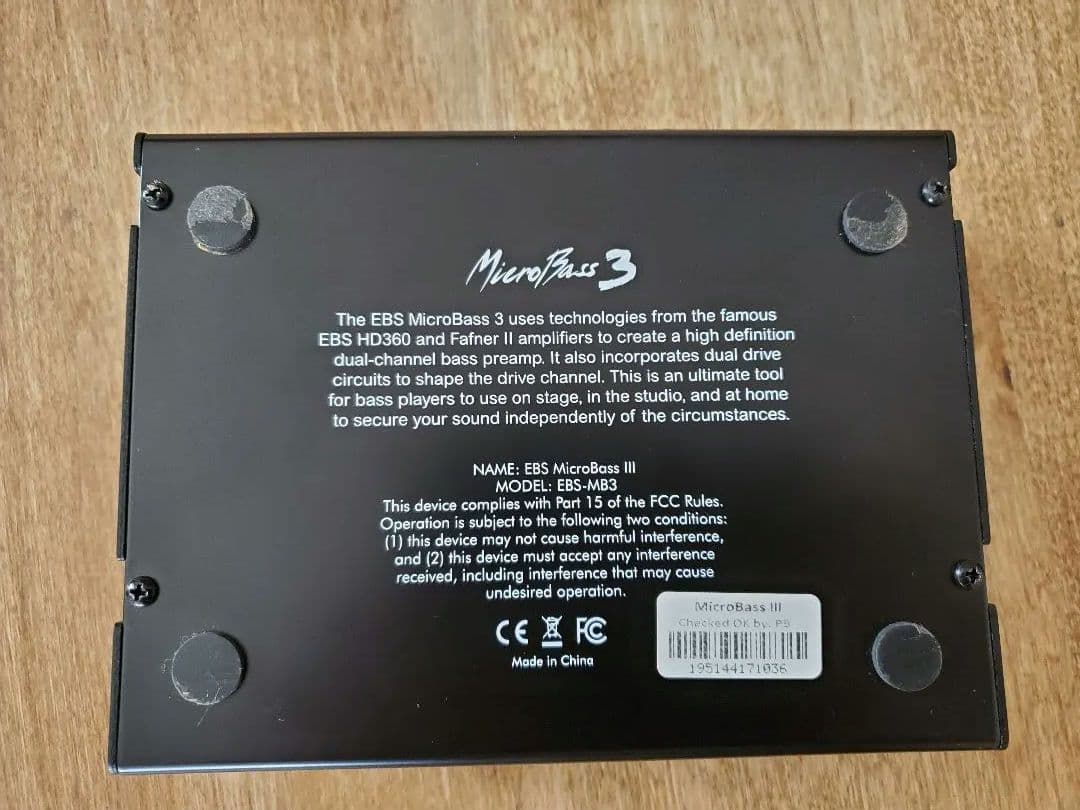 MicroBass 3
The EBS MicroBass 3 uses technologies from the famous
EBS HD360 and Fafner II amplifiers to create a high definition
dual-channel bass preamp. It also incorporates dual drive
circuits to shape the drive channel. This is an ultimate tool
for bass players to use on stage, in the studio, and at home
to secure your sound independently of the circumstances.
NAME: EBS MicroBass III
MODEL: EBS-MB3
This device complies with Part 15 of the FCC Rules.
Operation is subject to the following two conditions:
(1) this device may not cause harmful interference,
and (2) this device must accept any interference
received, including interference that may cause
undesired operation.
CE FC
Made in China
MicroBass III
Checked OK by: PS
195144171036